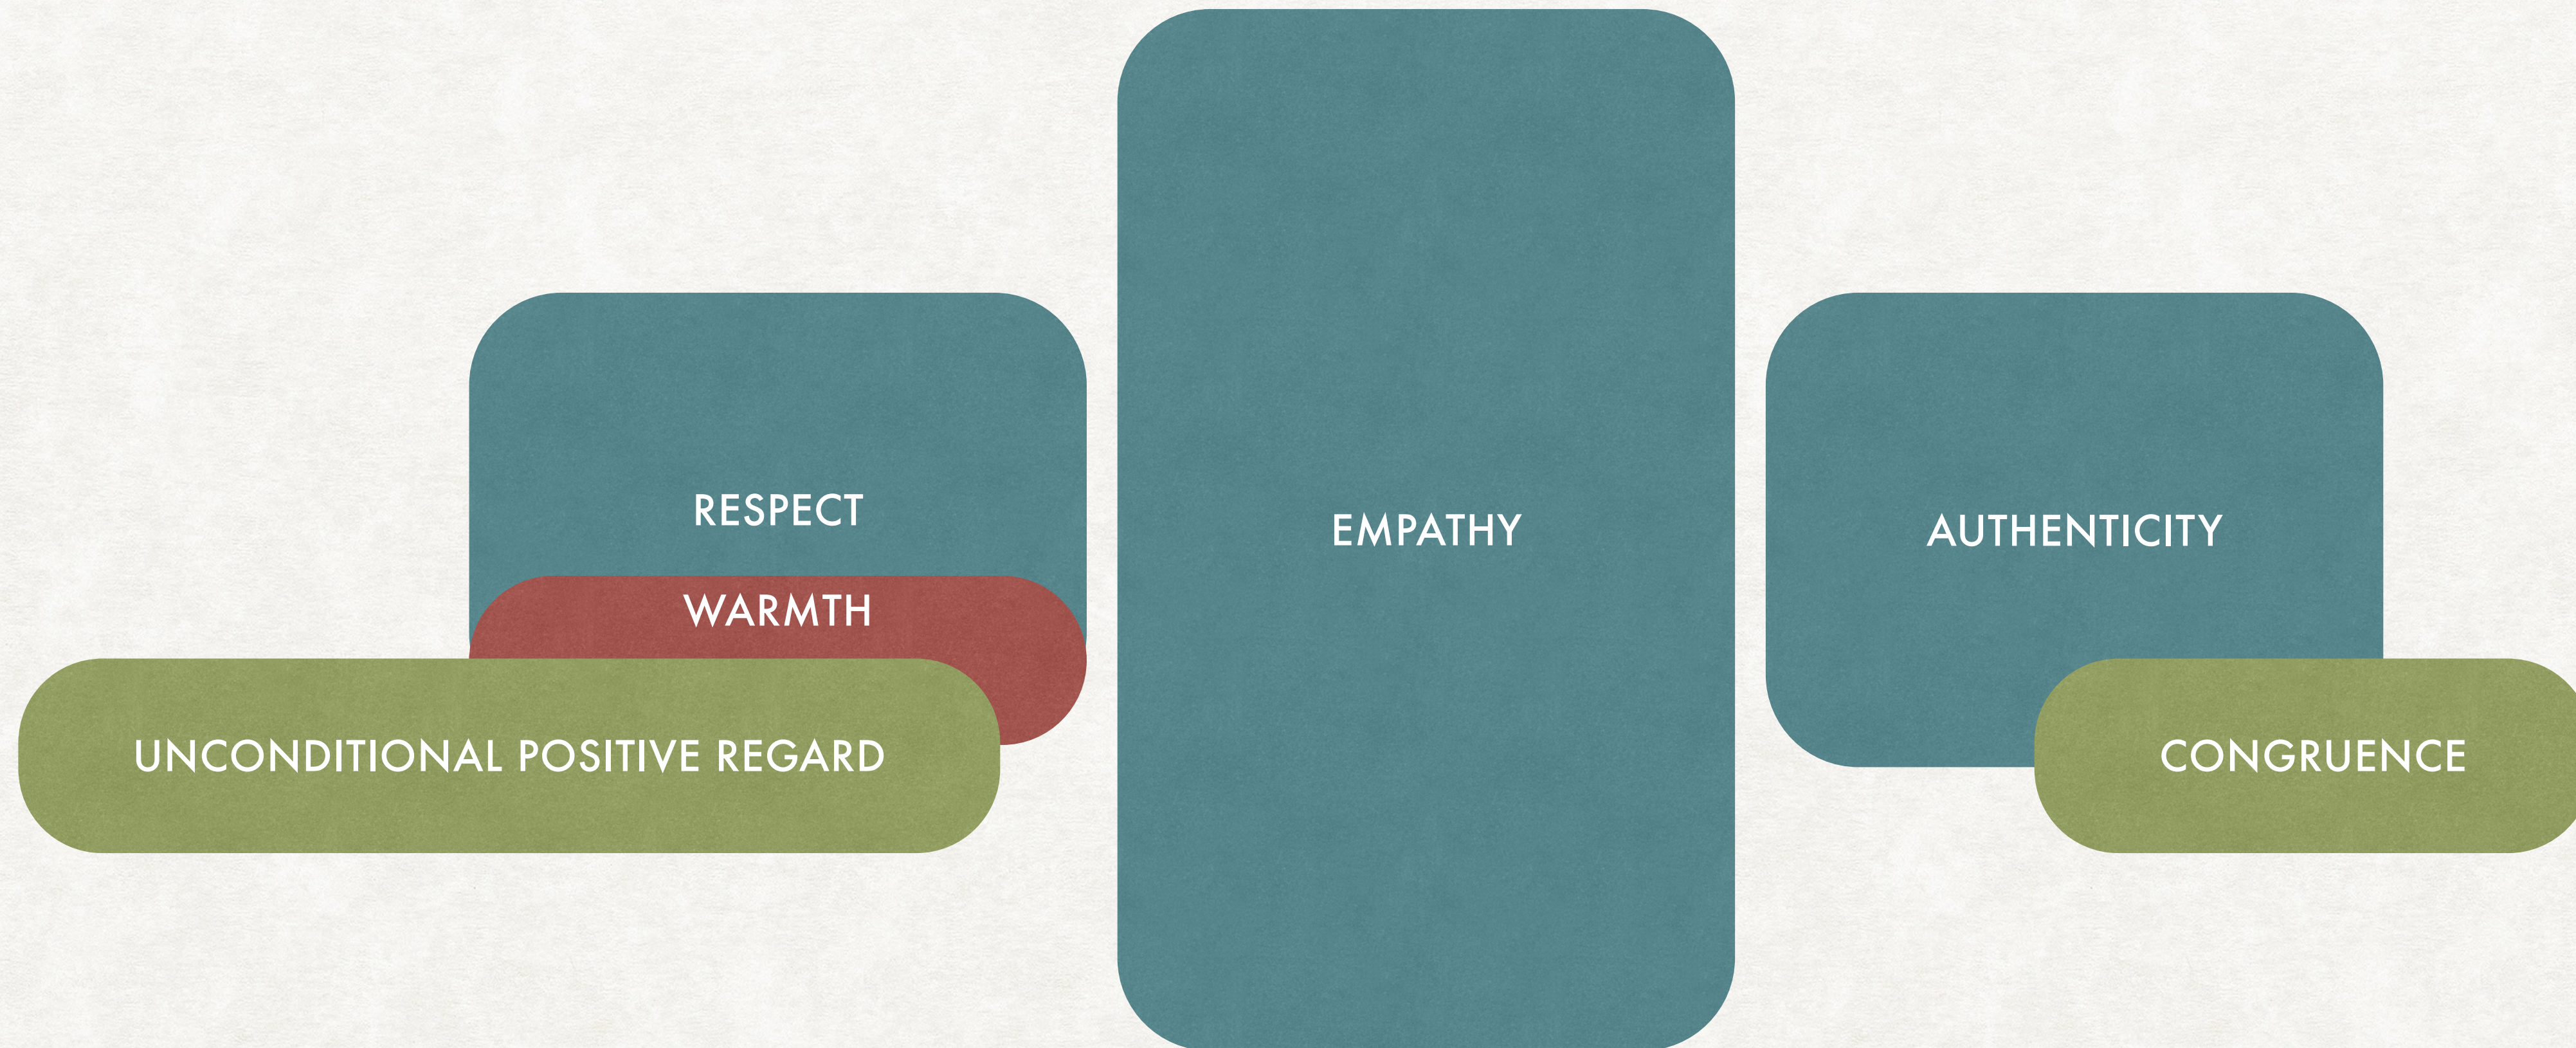 RESPECT
WARMTH
UNCONDITIONAL POSITIVE REGARD
EMPATHY
AUTHENTICITY
CONGRUENCE